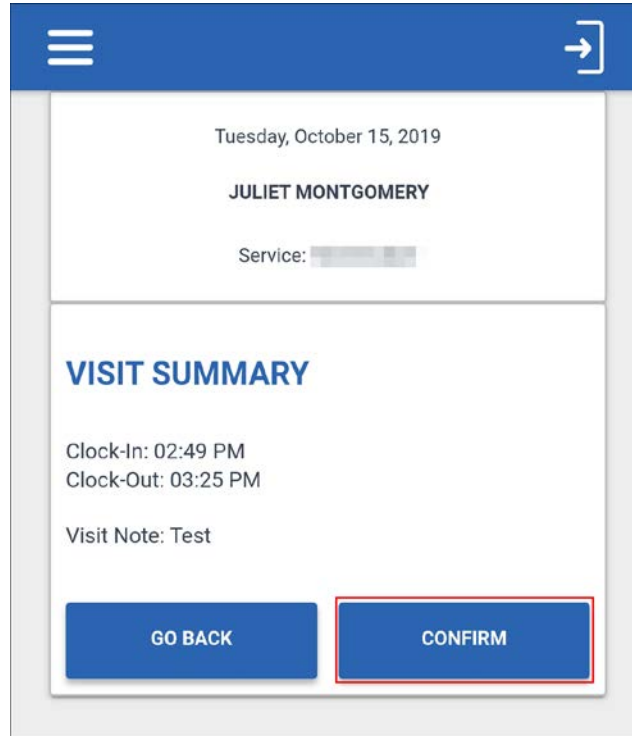 Tuesday, October 15, 2019
JULIET MONTGOMERY
Service:
VISIT SUMMARY
Clock-In: 02:49 PM
Clock-Out: 03:25 PM
Visit Note: Test
GO BACK
CONFIRM